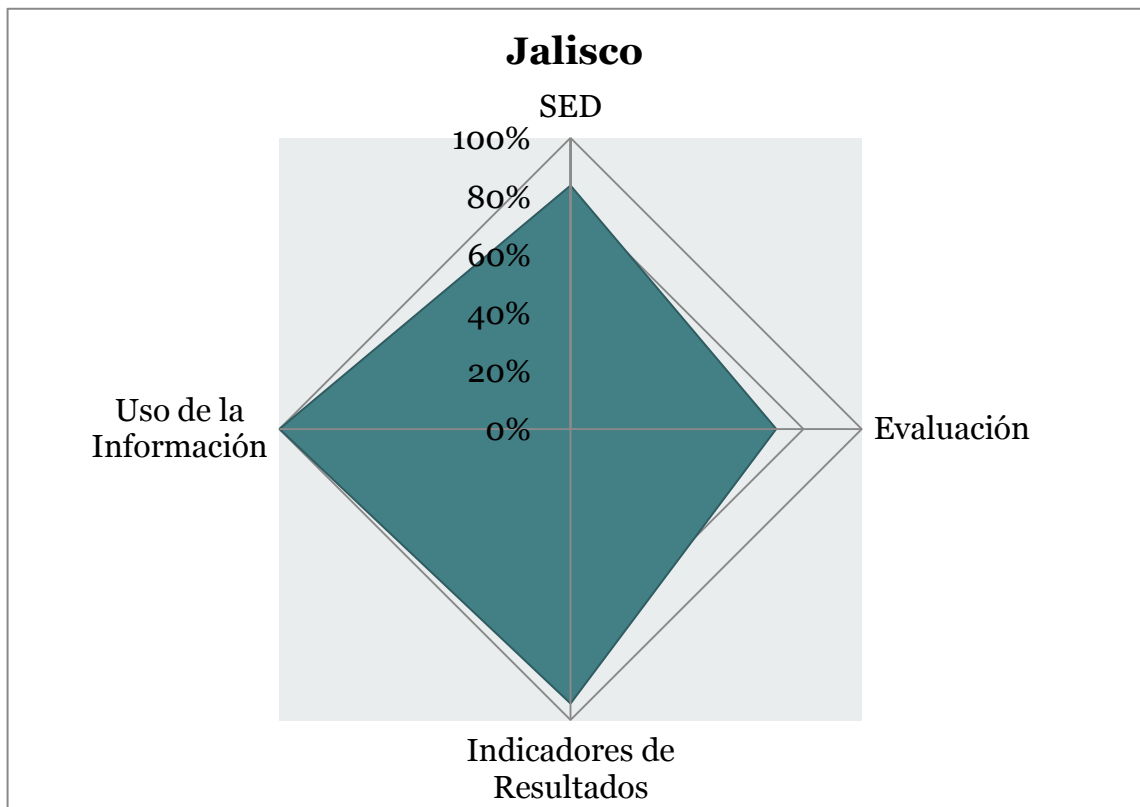 Jalisco
SED
100%
80%
60%
40%
20%
0%
Uso de la
Información
Evaluación
Indicadores de
Resultados